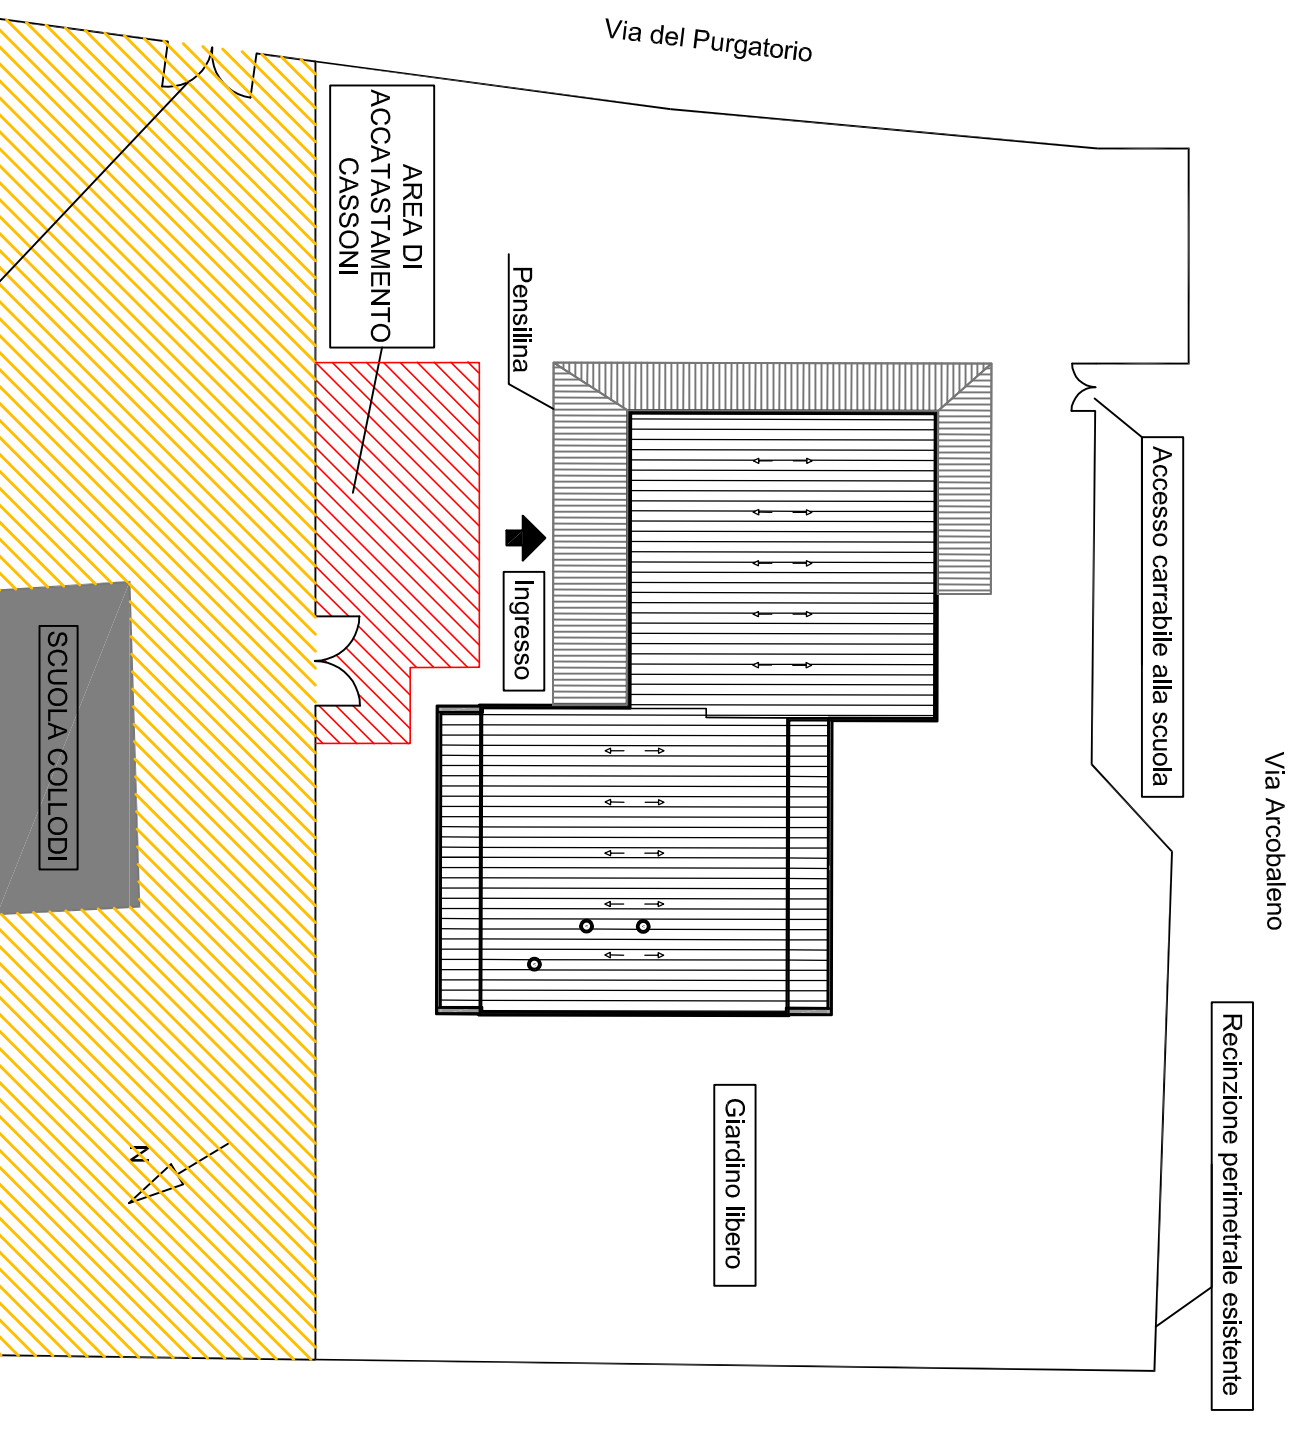 Via del Purgatorio
AREA DI
ACCATASTAMENTO
CASSONI
Pensilina
Ingresso
Accesso carrabile alla scuola
Via Arcobaleno
SCUOLA COLLODI
Recinzione perimetrale esistente
Giardino libero
N